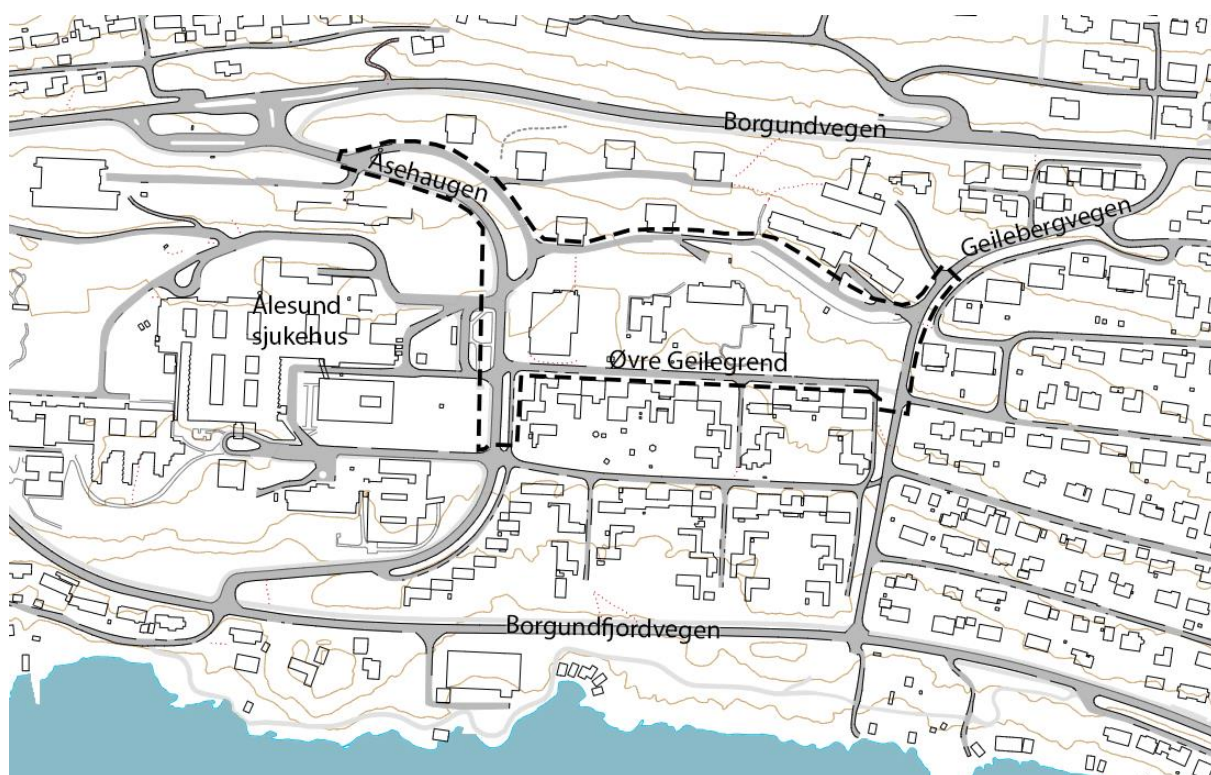 Borgundvegen
Åsehaugen
Geilebergvegen
Ålesund
sjukehus
Øvre Geilegrend
Borgundfjordvegen